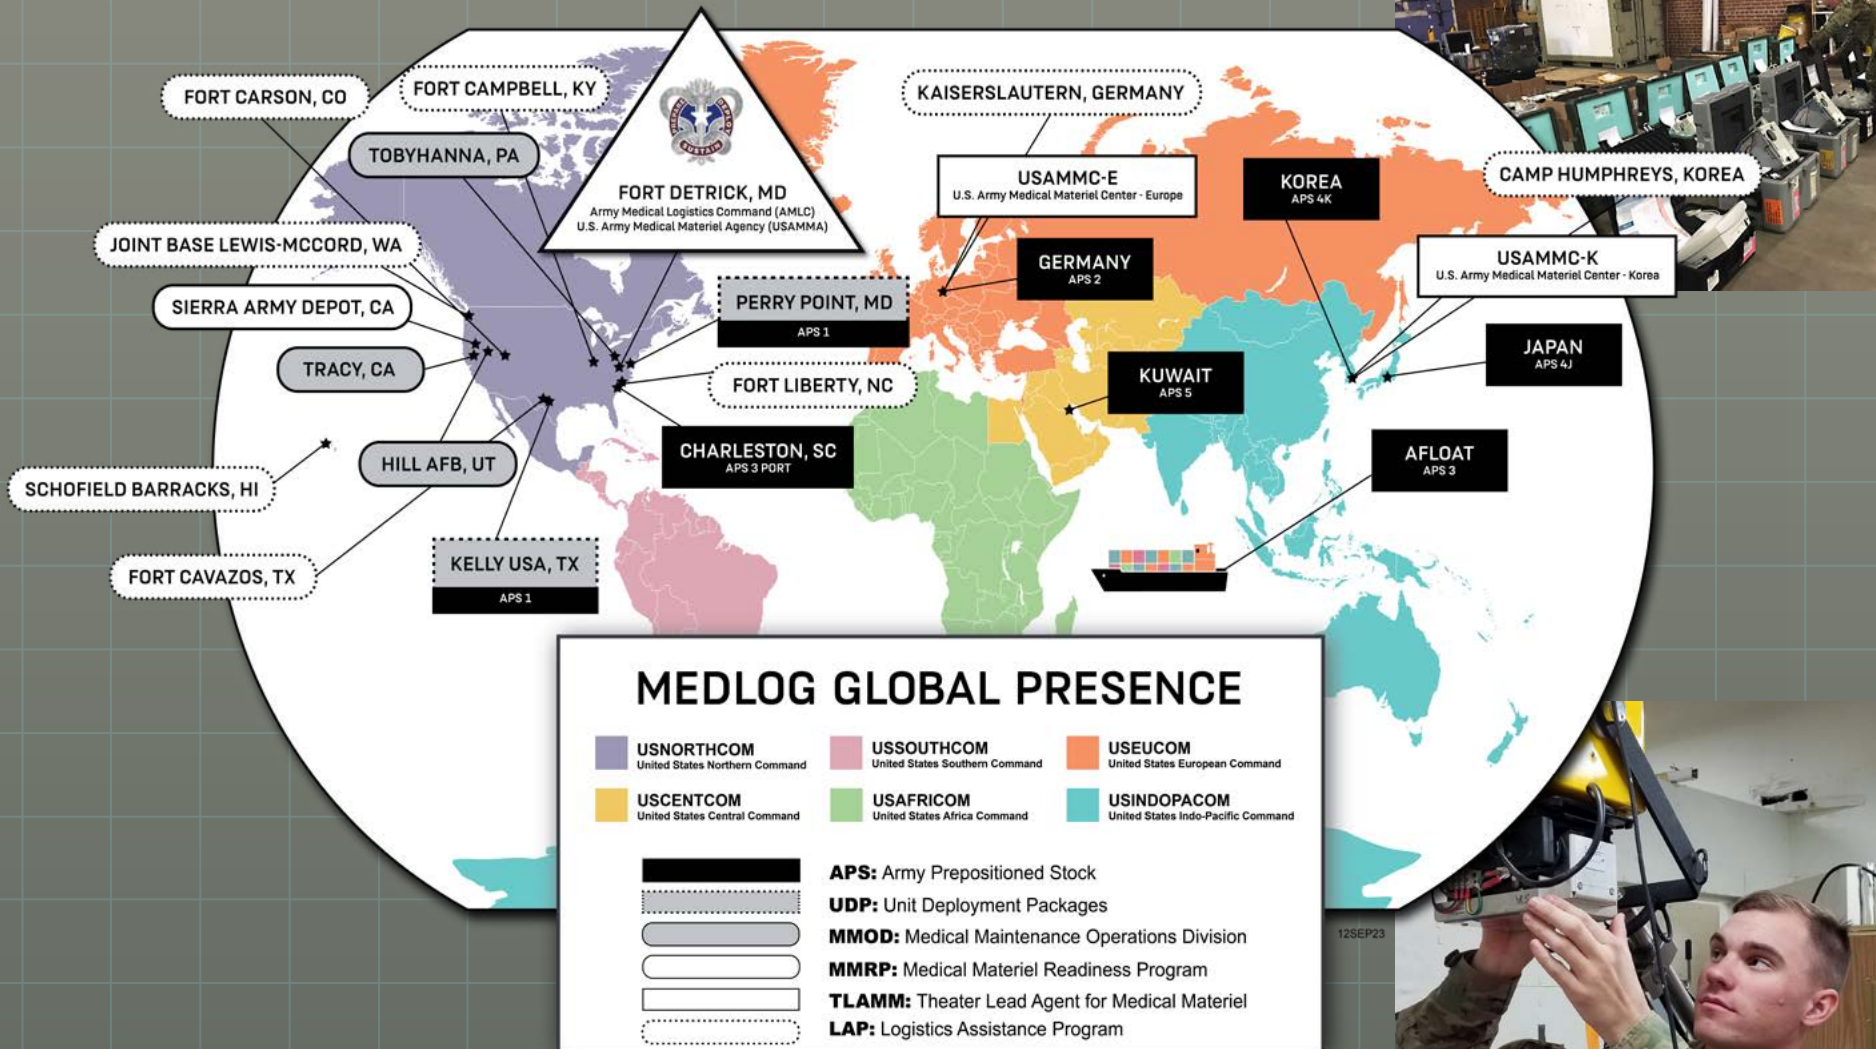 FORT CARSON, CO
FORT CAMPBELL, KY
TOBYHANNA, PA
PREPARE
DEPLOY
SUSTAIN
FORT DETRICK, MD
Army Medical Logistics Command (AMLC)
U.S. Army Medical Materiel Agency (USAMMA)
KAISERSLAUTERN, GERMANY
USAMMC-E
U.S. Army Medical Materiel Center - Europe
KOREA
APS 4K
CAMP HUMPHREYS, KOREA
JOINT BASE LEWIS-MCCORD, WA
GERMANY
APS 2
USAMMC-K
U.S. Army Medical Materiel Center - Korea
SIERRA ARMY DEPOT, CA
PERRY POINT, MD
APS 1
TRACY, CA
FORT LIBERTY, NC
KUWAIT
APS 5
JAPAN
APS 4J
HILL AFB, UT
CHARLESTON, SC
APS 3 PORT
AFLOAT
APS 3
SCHOFIELD BARRACKS, HI
FORT CAVAZOS, TX
KELLY USA, TX
APS 1
MEDLOG GLOBAL PRESENCE
USNORTHCOM
United States Northern Command
USSOUTHCOM
United States Southern Command
USEUCOM
United States European Command
USCENTCOM
United States Central Command
USAFRICOM
United States Africa Command
USINDOPACOM
United States Indo-Pacific Command
APS: Army Prepositioned Stock
UDP: Unit Deployment Packages
MMOD: Medical Maintenance Operations Division
MMRP: Medical Materiel Readiness Program
TLAMM: Theater Lead Agent for Medical Materiel
LAP: Logistics Assistance Program
12SEP23